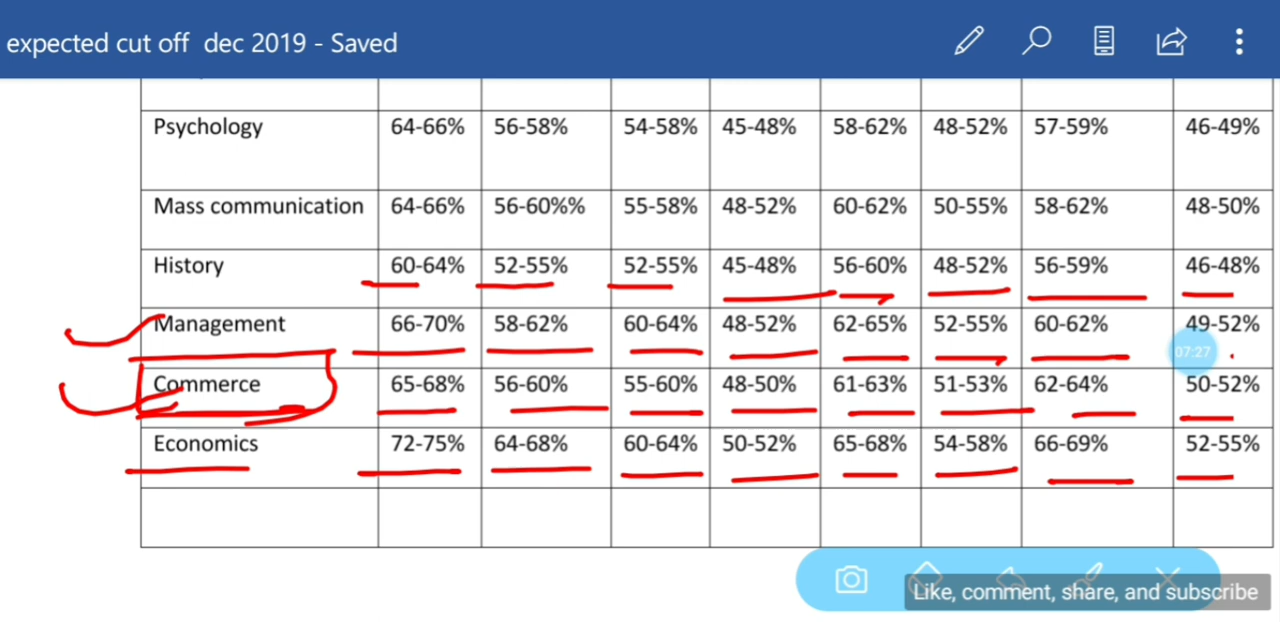 expected cut off dec 2019 - Saved
Psychology 64-66% 56-58% 54-58% 45-48% 58-62% 48-52% 57-59% 46-49%
Mass communication 64-66% 56-60%% 55-58% 48-52% 60-62% 50-55% 58-62% 48-50%
History 60-64% 52-55% 52-55% 45-48% 56-60% 48-52% 56-59% 46-48%
Management 66-70% 58-62% 60-64% 48-52% 62-65% 52-55% 60-62% 49-52%
07:27
Commerce 65-68% 56-60% 55-60% 48-50% 61-63% 51-53% 62-64% 50-52%
Economics 72-75% 64-68% 60-64% 50-52% 65-68% 54-58% 66-69% 52-55%
Like, comment, share, and subscribe